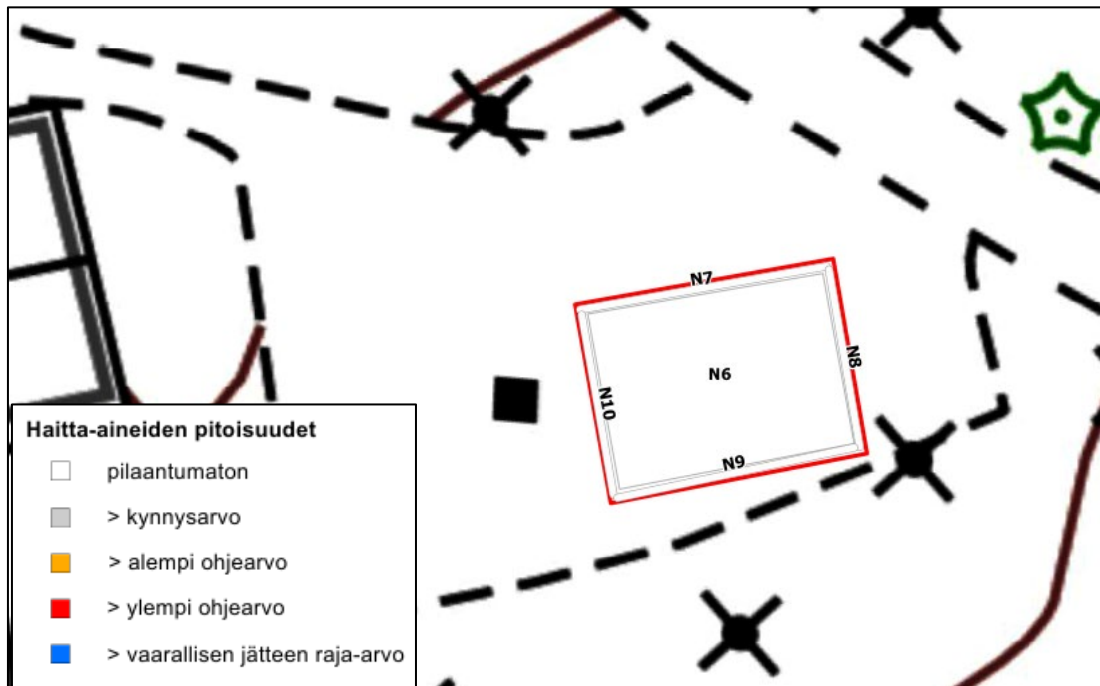 N7
N8
N6
N10
N9
Haitta-aineiden pitoisuudet
pilaantumaton
> kynnysarvo
> alempi ohjearvo
> ylempi ohjearvo
> vaarallisen jätteen raja-arvo